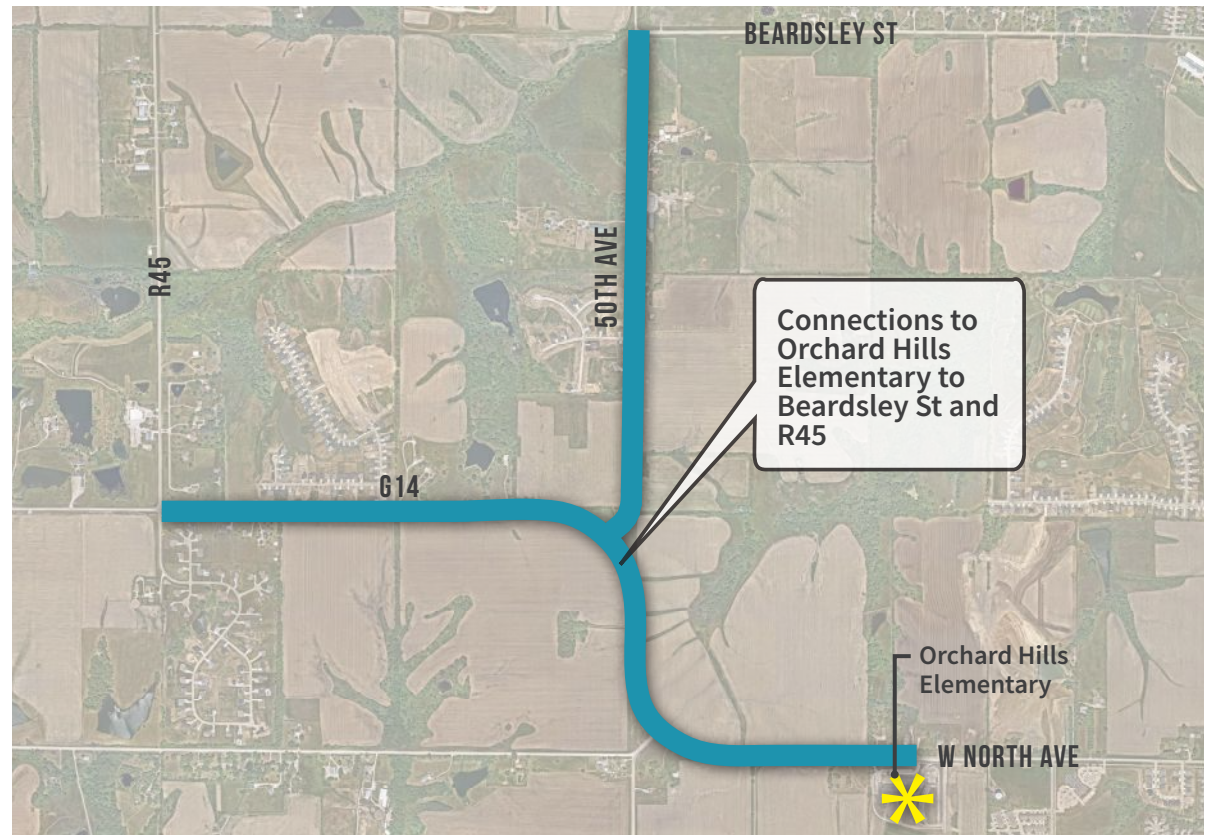 BEARDSLEY ST
R45
50TH AVE
Connections to
Orchard Hills
Elementary to
Beardsley St and
R45
G14
Orchard Hills
Elementary
W NORTH AVE